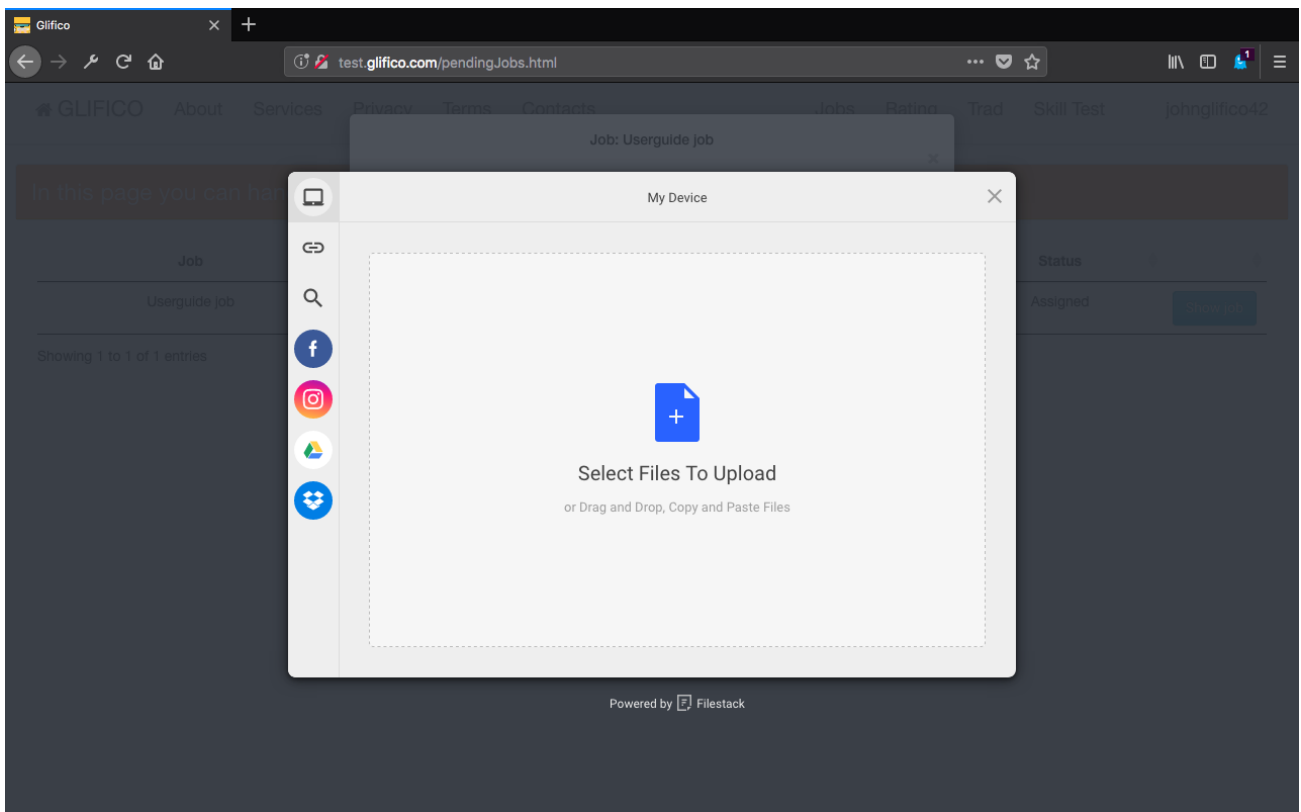 Glifico
test.glifico.com/pendingJobs.html
1
GLIFICO About Services Privacy Terms Contacts Jobs Rating Trad Skill Test johnglifico42
Job: Userguide job
In this page you can
My Device
Job Status
Userguide job Assigned Show
Showing 1 to 1 of 1 entries
Select Files To Upload
or Drag and Drop, Copy and Paste Files
Powered by Filestack